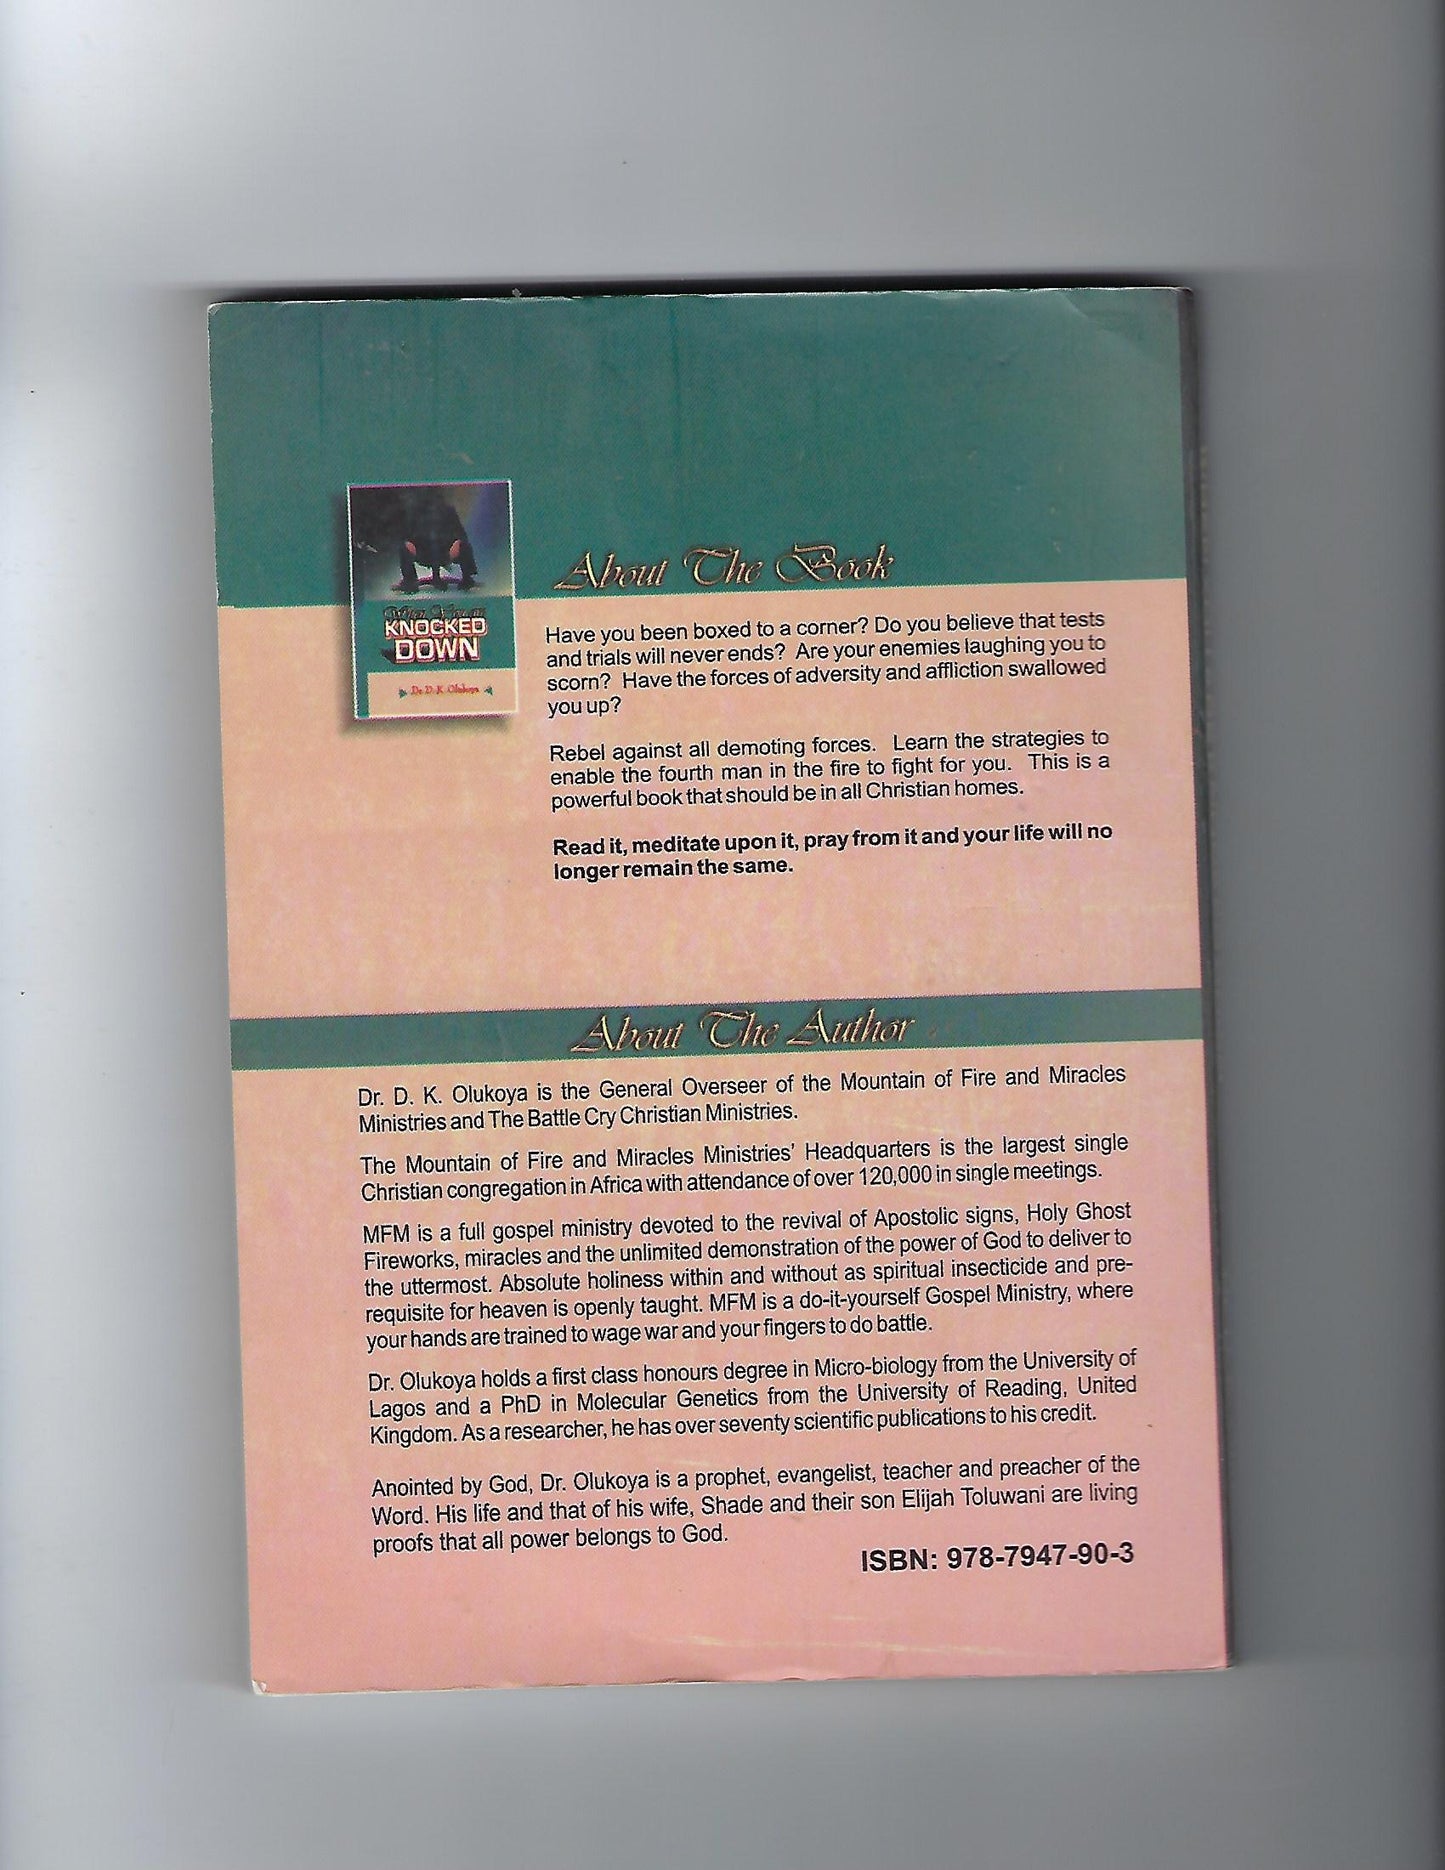 About The Book
When You are
KNOCKED
DOWN
Dr. D. K. Olukoya
Have you been boxed to a corner? Do you believe that tests
and trials will never ends? Are your enemies laughing you to
scorn? Have the forces of adversity and affliction swallowed
you up?
Rebel against all demoting forces. Learn the strategies to
enable the fourth man in the fire to fight for you. This is a
powerful book that should be in all Christian homes.
Read it, meditate upon it, pray from it and your life will no
longer remain the same.
About The Author
Dr. D. K. Olukoya is the General Overseer of the Mountain of Fire and Miracles
Ministries and The Battle Cry Christian Ministries.
The Mountain of Fire and Miracles Ministries' Headquarters is the largest single
Christian congregation in Africa with attendance of over 120,000 in single meetings.
MFM is a full gospel ministry devoted to the revival of Apostolic signs, Holy Ghost
Fireworks, miracles and the unlimited demonstration of the power of God to deliver to
the uttermost. Absolute holiness within and without as spiritual insecticide and pre-
requisite for heaven is openly taught. MFM is a do-it-yourself Gospel Ministry, where
your hands are trained to wage war and your fingers to do battle.
Dr. Olukoya holds a first class honours degree in Micro-biology from the University of
Lagos and a PhD in Molecular Genetics from the University of Reading, United
Kingdom. As a researcher, he has over seventy scientific publications to his credit.
Anointed by God, Dr. Olukoya is a prophet, evangelist, teacher and preacher of the
Word. His life and that of his wife, Shade and their son Elijah Toluwani are living
proofs that all power belongs to God.
ISBN: 978-7947-90-3